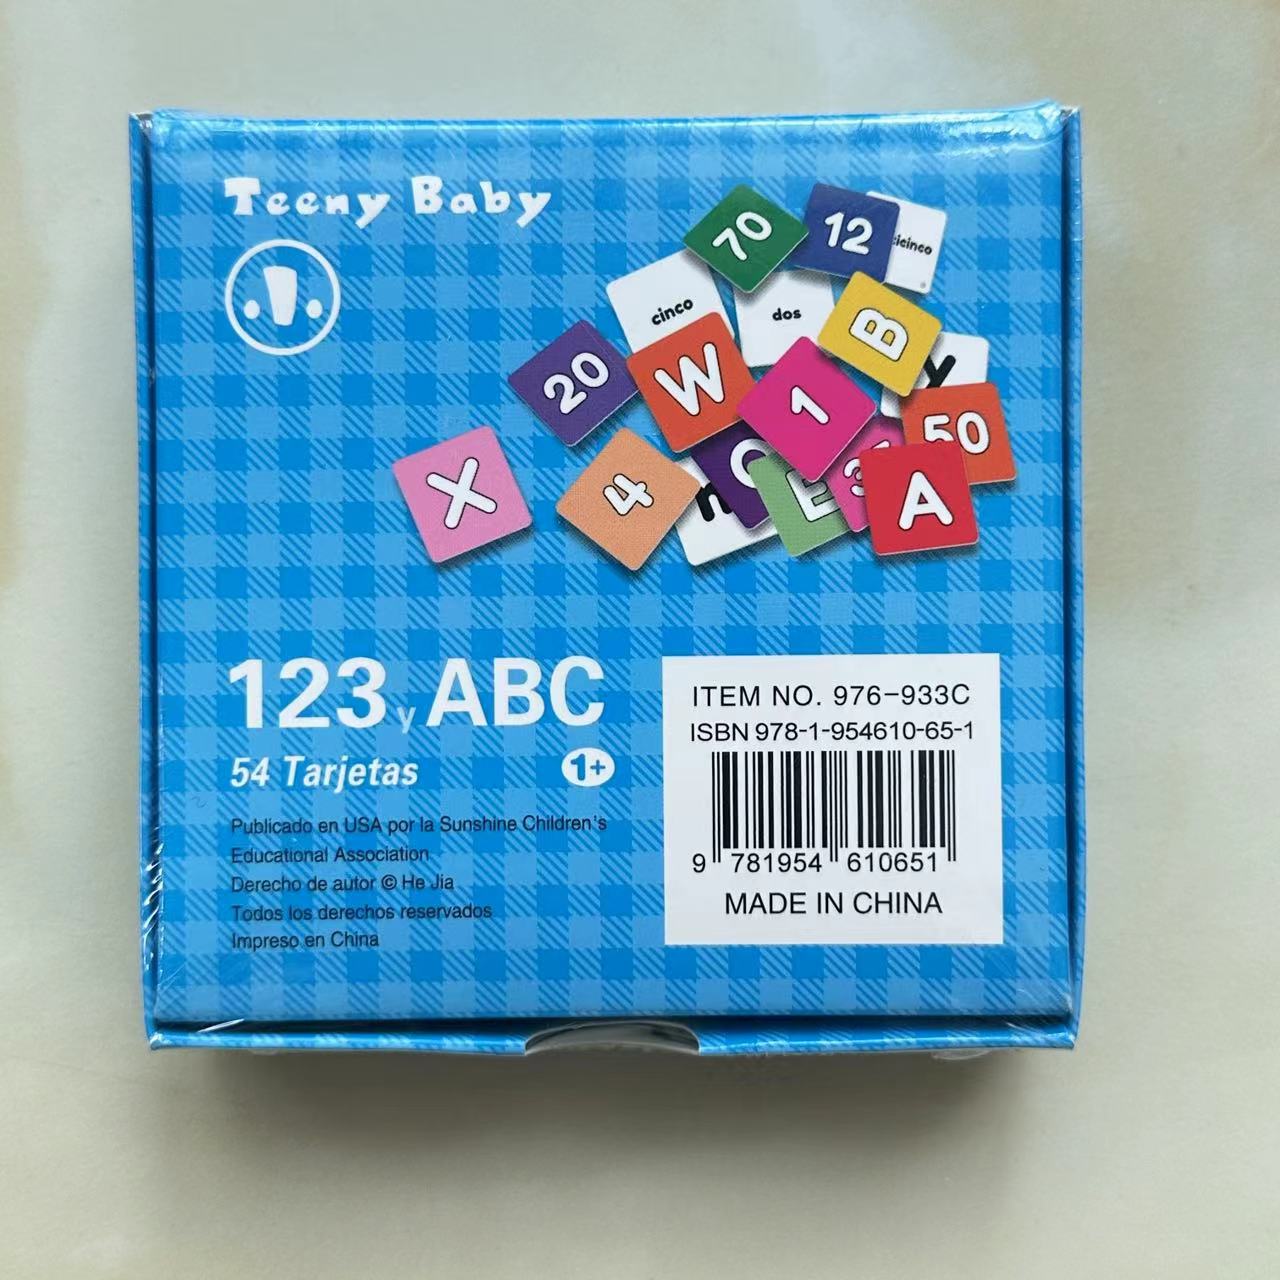 Teeny Baby
70
12
icinco
cinco
dos
B
20
W
1
y
50
X
4
n
E
3
A
123 y ABC
54 Tarjetas
1+
Publicado en USA por la Sunshine Children's
Educational Association
Derecho de autor © He Jia
Todos los derechos reservados
Impreso en China
ITEM NO. 976-933C
ISBN 978-1-954610-65-1
9 781954 610651
MADE IN CHINA